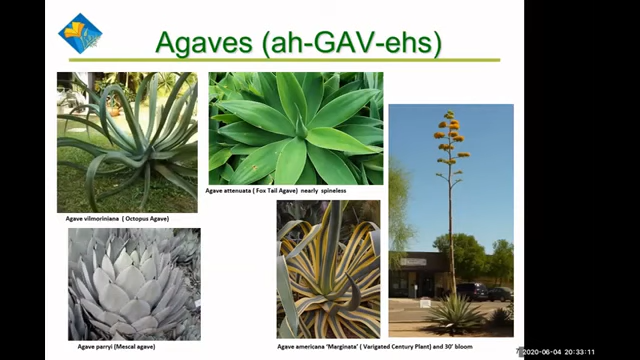 Agaves (ah-GAV-ehs)
Agave attenuata ( Fox Tail Agave) nearly spineless
Agave vilmoriniana ( Octopus Agave)
Agave parryi (Mescal agave)
Agave americana 'Marginata' ( Varigated Century Plant) and 30' bloom
2020-06-04 20:33:11